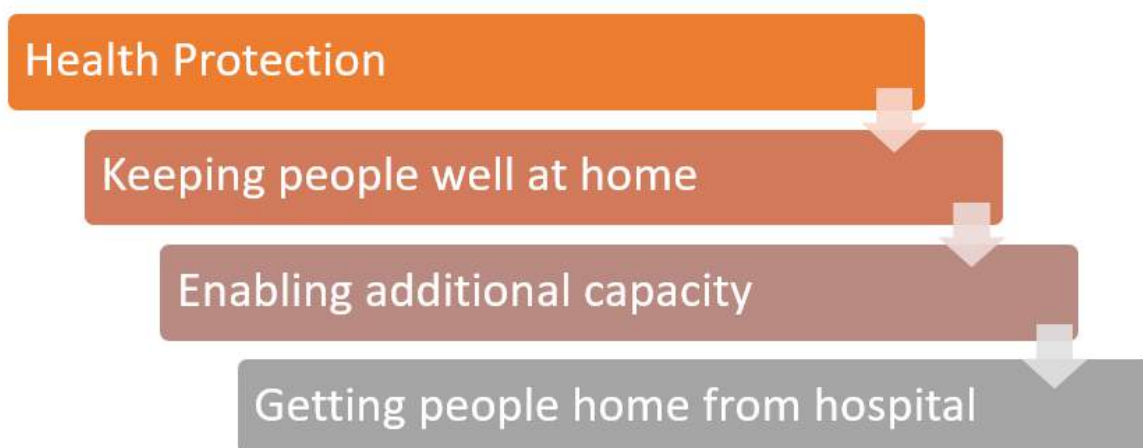 Health Protection
Keeping people well at home
Enabling additional capacity
Getting people home from hospital